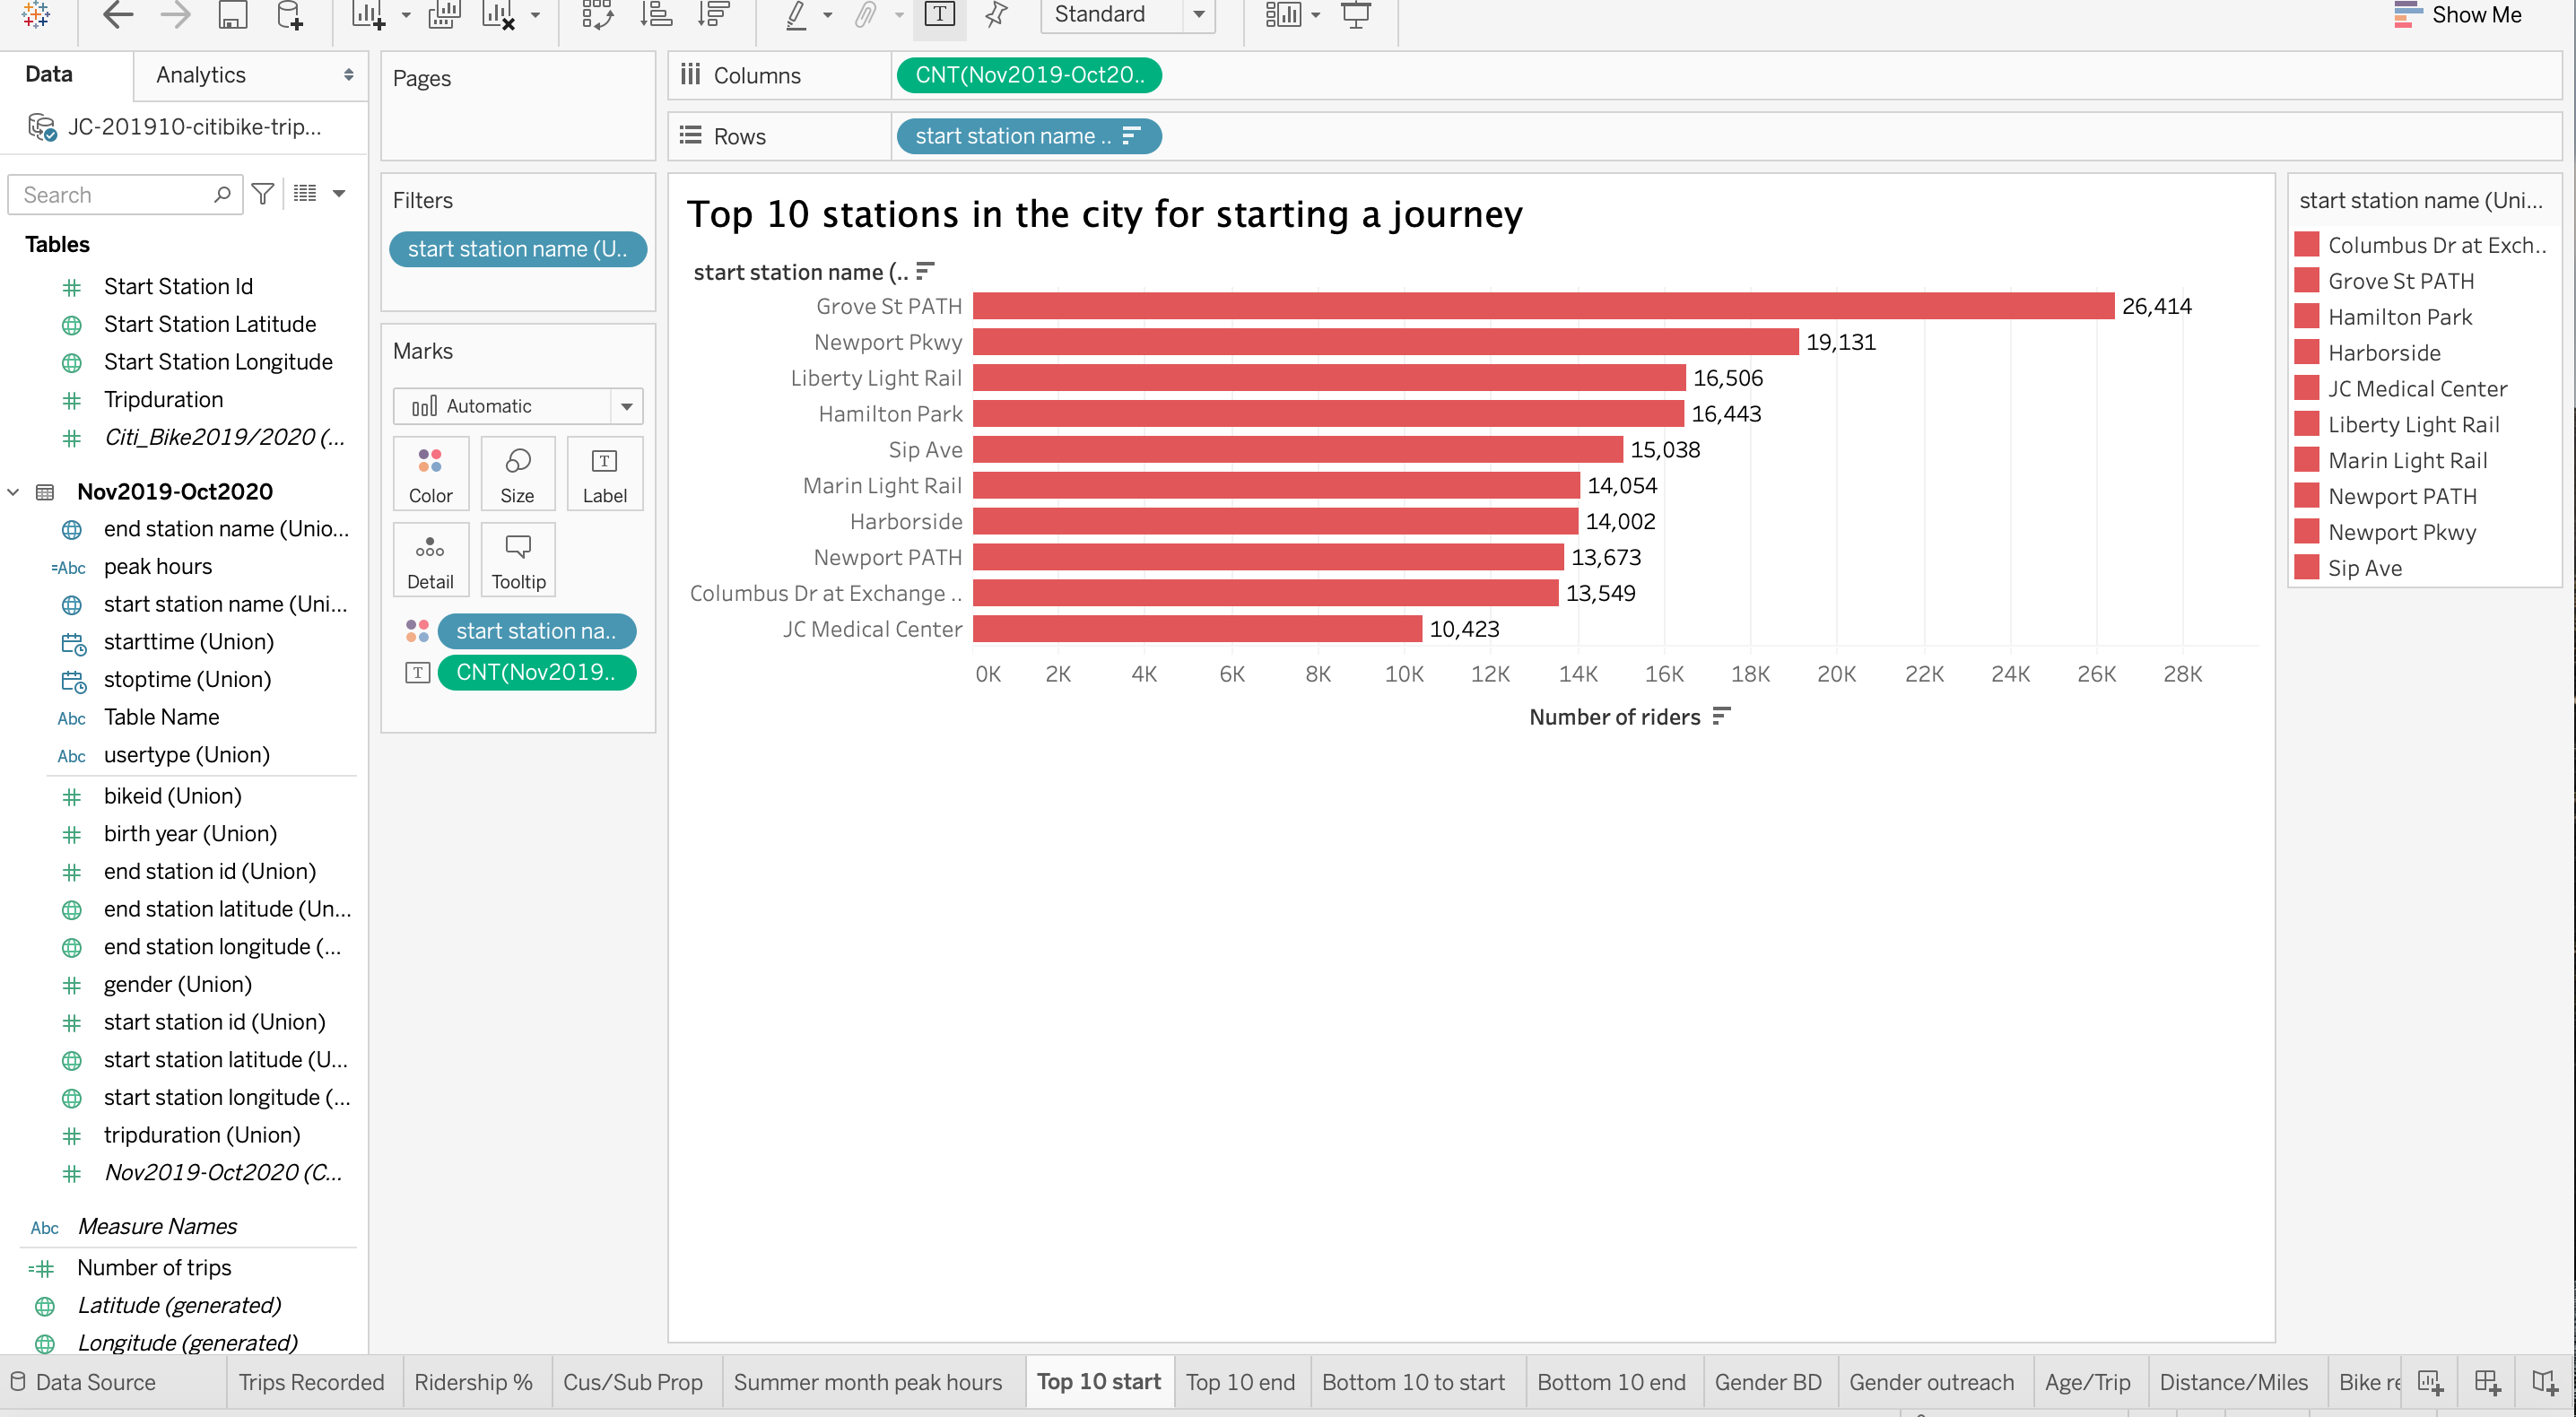 Standard
Show Me
Data
Analytics
JC-201910-citibike-trip...
Search
Tables
Start Station Id
Start Station Latitude
Start Station Longitude
Tripduration
Citi_Bike2019/2020 (...
Nov2019-Oct2020
end station name (Unio...
=Abc peak hours
start station name (Uni...
starttime (Union)
stoptime (Union)
Abc Table Name
Abc usertype (Union)
bikeid (Union)
birth year (Union)
end station id (Union)
end station latitude (Un...
end station longitude (...
gender (Union)
start station id (Union)
start station latitude (U...
start station longitude (...
tripduration (Union)
Nov2019-Oct2020 (C...
Abc Measure Names
Number of trips
Latitude (generated)
Longitude (generated)
Pages
Filters
start station name (U..
Marks
Automatic
Color
Size
Label
Detail
Tooltip
start station na..
CNT(Nov2019..
Columns
CNT(Nov2019-Oct20..
Rows
start station name ..
Top 10 stations in the city for starting a journey
start station name (..
Grove St PATH 26,414
Newport Pkwy 19,131
Liberty Light Rail 16,506
Hamilton Park 16,443
Sip Ave 15,038
Marin Light Rail 14,054
Harborside 14,002
Newport PATH 13,673
Columbus Dr at Exchange .. 13,549
JC Medical Center 10,423
0K 2K 4K 6K 8K 10K 12K 14K 16K 18K 20K 22K 24K 26K 28K
Number of riders
start station name (Uni...
Columbus Dr at Exch..
Grove St PATH
Hamilton Park
Harborside
JC Medical Center
Liberty Light Rail
Marin Light Rail
Newport PATH
Newport Pkwy
Sip Ave
Data Source
Trips Recorded
Ridership %
Cus/Sub Prop
Summer month peak hours
Top 10 start
Top 10 end
Bottom 10 to start
Bottom 10 end
Gender BD
Gender outreach
Age/Trip
Distance/Miles
Bike re